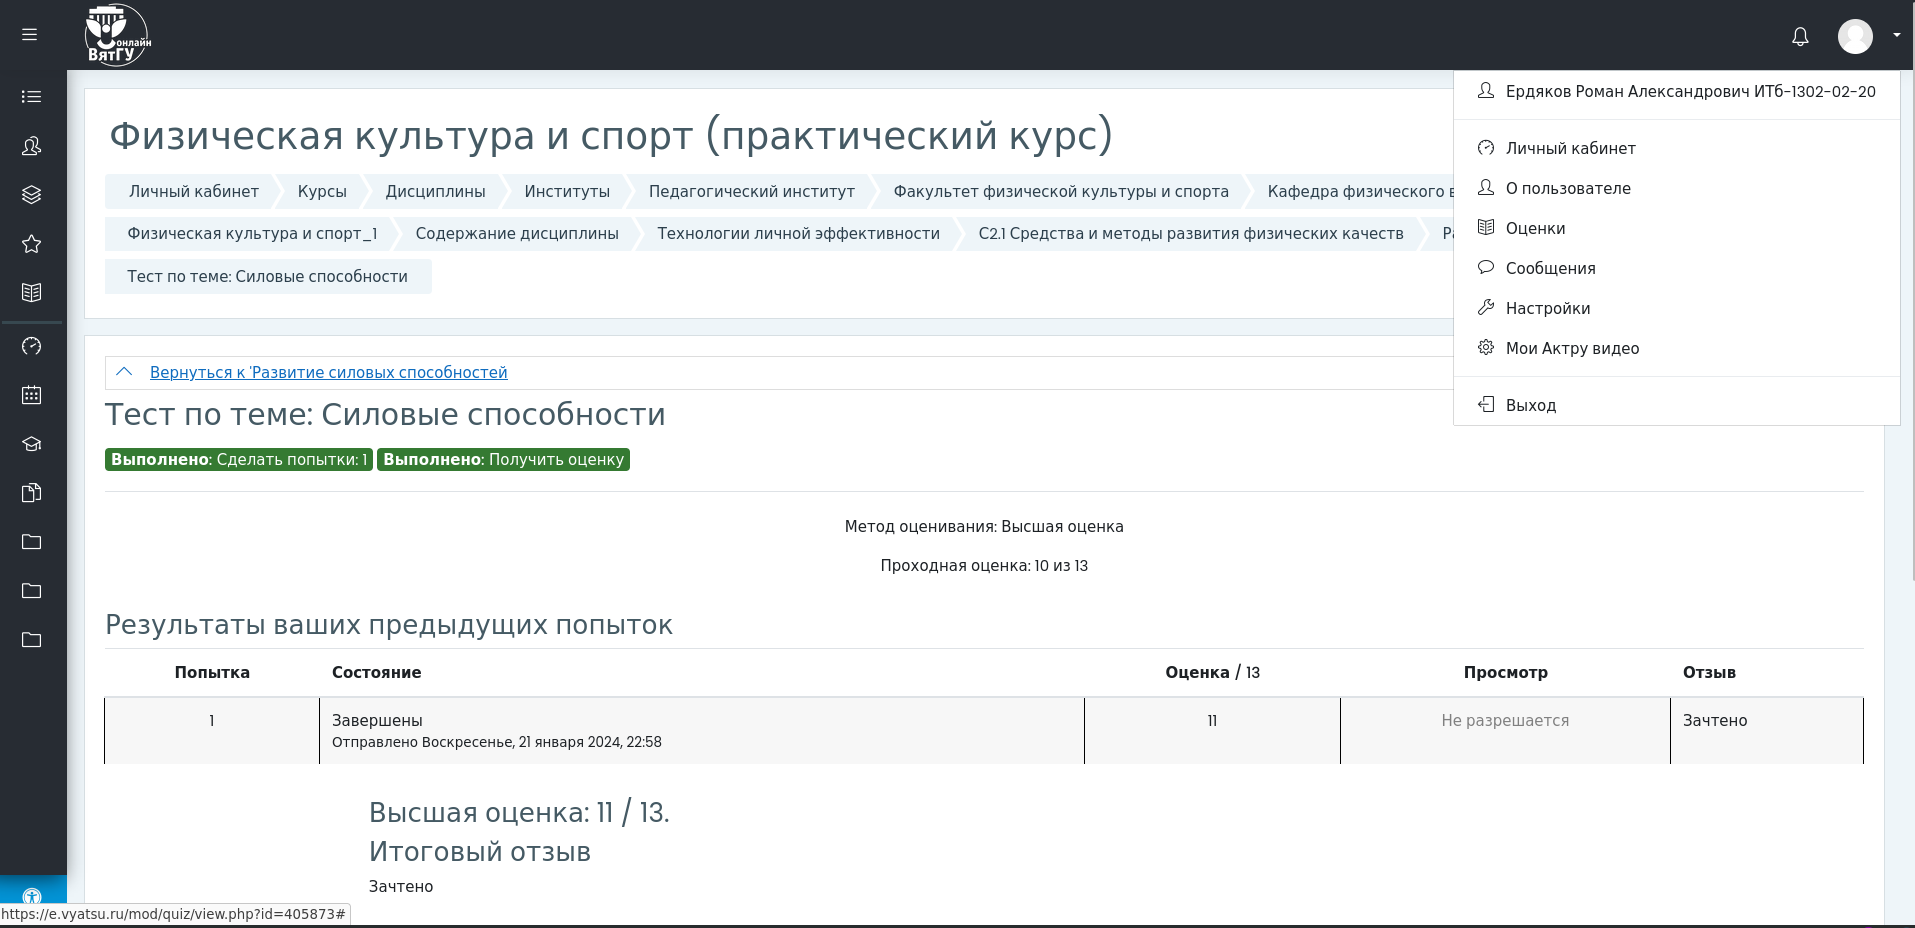 онлайн
ВятГУ
Ердяков Роман Александрович ИТб-1302-02-20
Личный кабинет
О пользователе
Оценки
Сообщения
Настройки
Мои Актру видео
Выход
Физическая культура и спорт (практический курс)
Личный кабинет Курсы Дисциплины Институты Педагогический институт Факультет физической культуры и спорта Кафедра физического
Физическая культура и спорт_1 Содержание дисциплины Технологии личной эффективности С2.1 Средства и методы развития физических качеств
Тест по теме: Силовые способности
Вернуться к 'Развитие силовых способностей
Тест по теме: Силовые способности
Выполнено: Сделать попытки: 1 Выполнено: Получить оценку
Метод оценивания: Высшая оценка
Проходная оценка: 10 из 13
Результаты ваших предыдущих попыток
Попытка Состояние Оценка / 13 Просмотр Отзыв
1 Завершены 11 Не разрешается Зачтено
Отправлено Воскресенье, 21 января 2024, 22:58
Высшая оценка: 11 / 13.
Итоговый отзыв
Зачтено
https://e.vyatsu.ru/mod/quiz/view.php?id=405873#